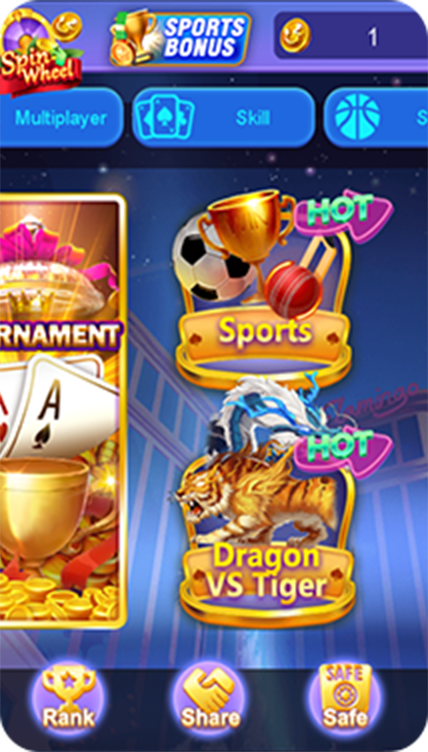 Spin
Wheel
SPORTS
BONUS
1
Multiplayer
Skill
S
HOT
Sports
RNAMENT
A
HOT
Dragon
VS Tiger
Rank
Share
SAFE
Safe